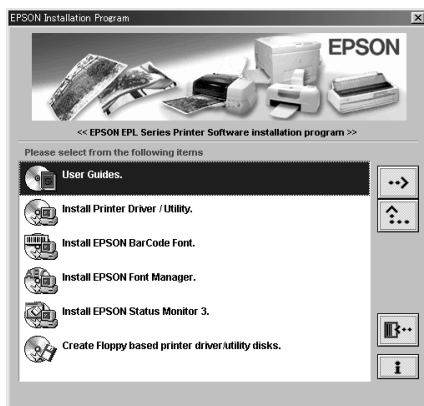 EPSON Installation Program
EPSON
<< EPSON EPL Series Printer Software installation program >>
Please select from the following items
User Guides.
Install Printer Driver / Utility.
Install EPSON BarCode Font.
Install EPSON Font Manager.
Install EPSON Status Monitor 3.
Create Floppy based printer driver/utility disks.